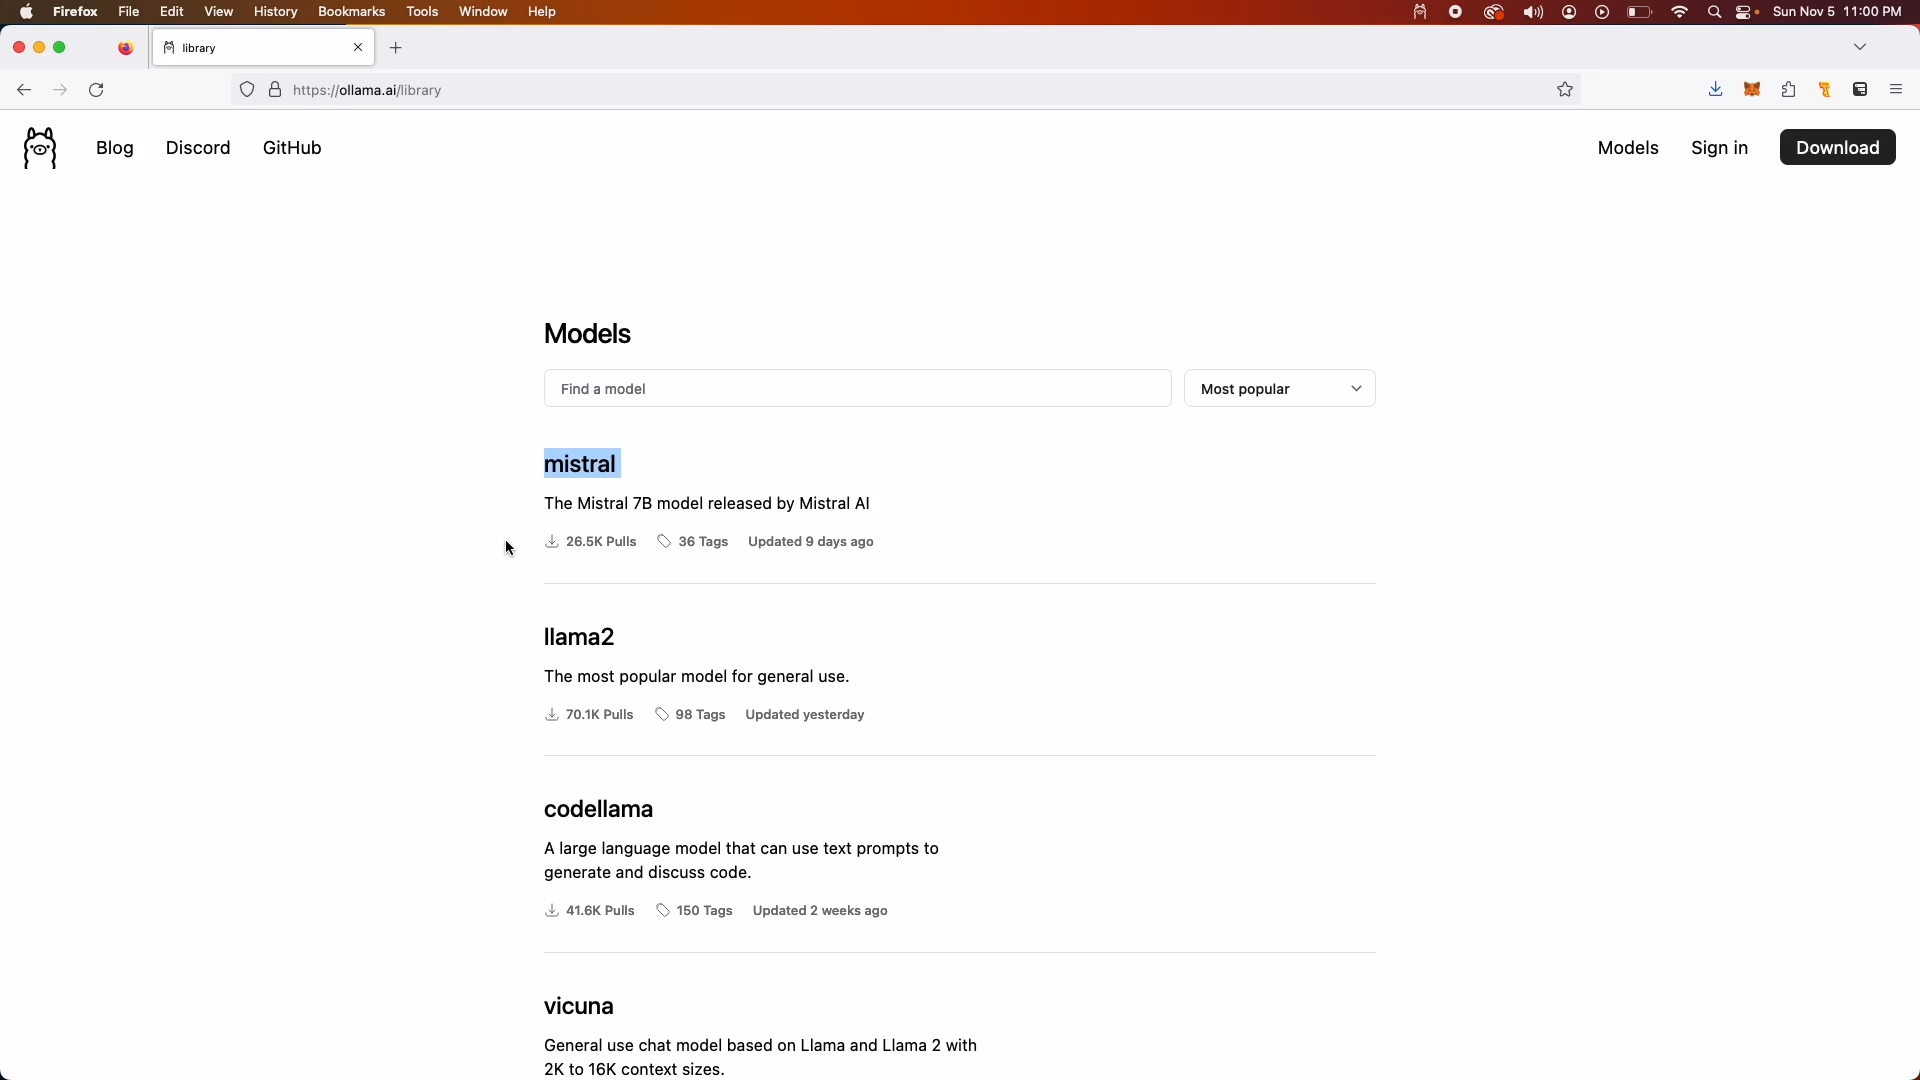 Firefox File Edit View History Bookmarks Tools Window Help Sun Nov 5 11:00 PM
library
https://ollama.ai/library
Blog Discord GitHub Models Sign in Download
Models
Find a model Most popular
mistral
The Mistral 7B model released by Mistral AI
26.5K Pulls 36 Tags Updated 9 days ago
llama2
The most popular model for general use.
70.1K Pulls 98 Tags Updated yesterday
codellama
A large language model that can use text prompts to
generate and discuss code.
41.6K Pulls 150 Tags Updated 2 weeks ago
vicuna
General use chat model based on Llama and Llama 2 with
2K to 16K context sizes.